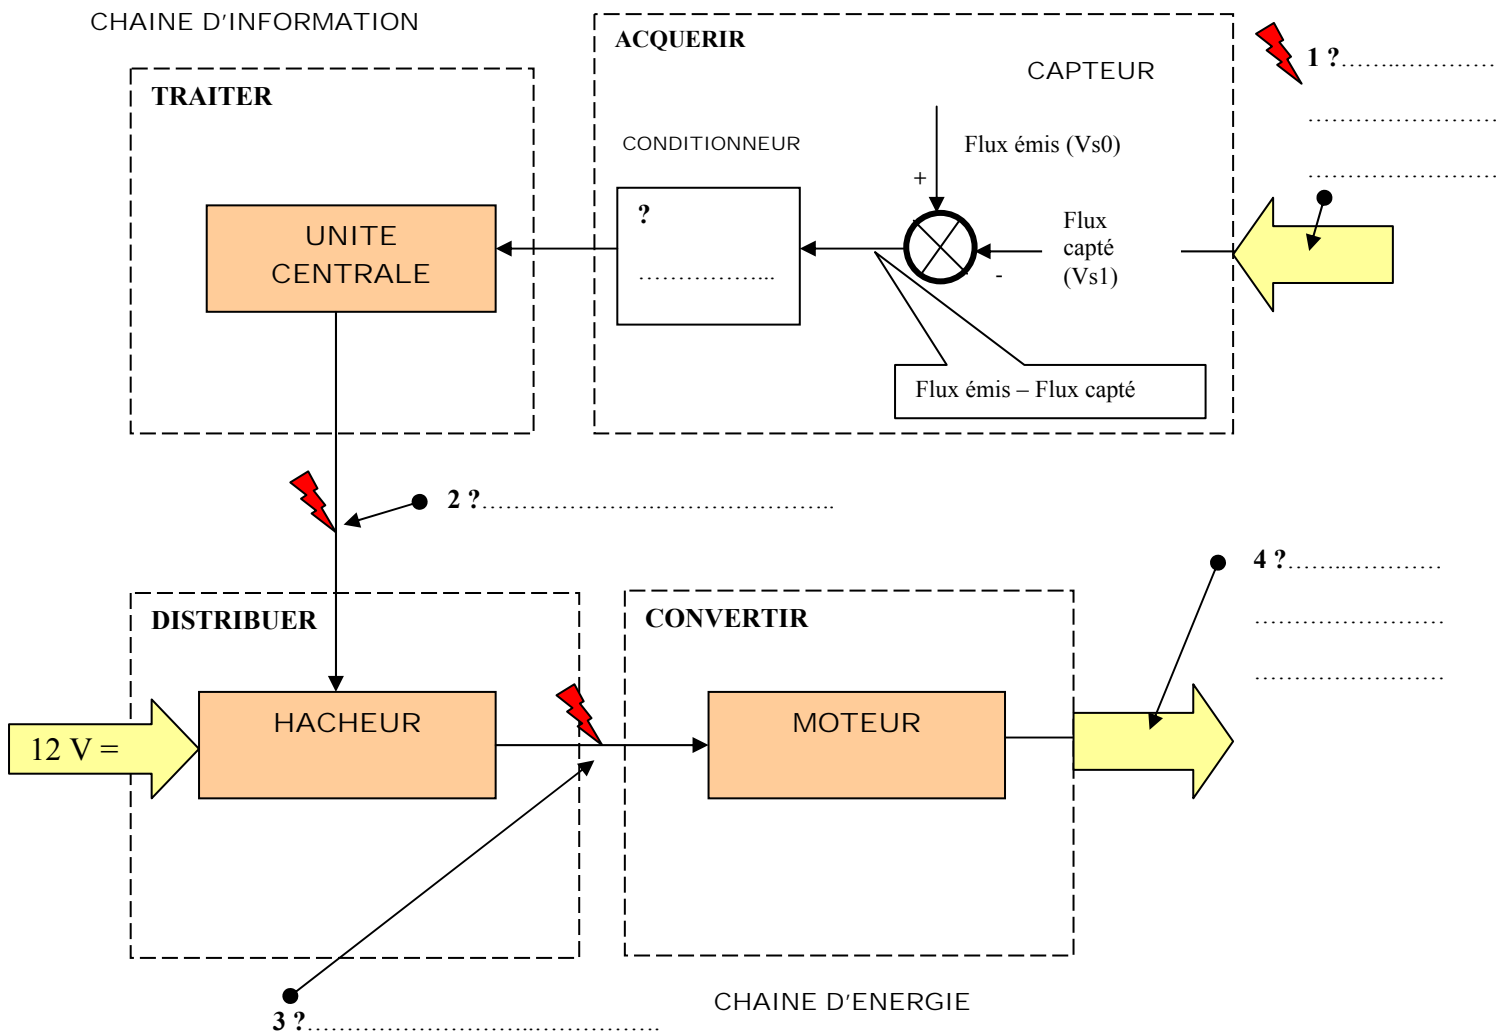 CHAINE D'INFORMATION
ACQUERIR
1 ?......................
......................
......................
TRAITER
CAPTEUR
CONDITIONNEUR
Flux émis (Vs0)
+
?
..................
UNITE
CENTRALE
Flux
capté
(Vs1)
-
Flux émis – Flux capté
2 ?............................................
4 ?......................
........................
........................
DISTRIBUER
CONVERTIR
HACHEUR
MOTEUR
12 V =
CHAINE D'ENERGIE
3 ?............................................